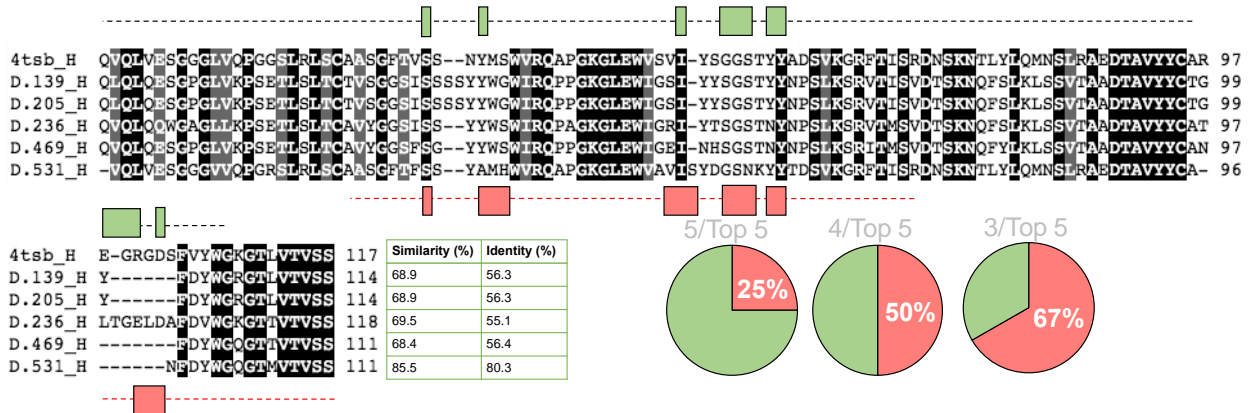 4tsb_H QVQLVESGGGLVQPGGSLRLSCAASGFTVSS--NYMSWVRQAPGKGLEWVSVI-YSGGSTYYADSVKGRFTISRDNSKNTLYLQMNSLRAEDTAVYYCAR 97
D.139_H QLQLQESGPGLVKPSETLSLTCTVSGGSISSSSYYWGWIRQPPGKGLEWIGSI-YYSGSTYYNPSLKSRVTISVDTSKNQFSLKLSSVTAADTAVYYCTG 99
D.205_H QLQLQESGPGLVKPSETLSLTCTVSGGSISSSSYYWGWIRQPPGKGLEWIGSI-YYSGSTYYNPSLKSRVTISVDTSKNQFSLKLSSVTAADTAVYYCTG 99
D.236_H QVQLQQWGAGLLKPSETLSLTCAVYGGSISS--YYWSWIRQPAGKGLEWIGRI-YTSGSTNYNPSLKSRVTMSVDTSKNQFSLKLSSVTAADTAVYYCAT 97
D.469_H QVQLQESGPGLVKPSETLSLTCAVYGGSFSG--YYWSWIRQPPGKGLEWIGEI-NHSGSTNYNPSLKSRITMSVDTSKNQFYLKLSSVTAADTAVYYCAN 97
D.531_H -VQLVESGGGVVQPGRSLRLSCAASGFTFSS--YAMHWVRQAPGKGLEWVAVISYDGSNKYYTDSVKGRFTISRDNSKNTLYLQMNSLRAEDTAVYYCA- 96
4tsb_H E-GRGDSFVYWGKGTLVTVSS 117
D.139_H Y------FDYWGRGTLVTVSS 114
D.205_H Y------FDYWGRGTLVTVSS 114
D.236_H LTGELDAFDVWGKGTTVTVSS 118
D.469_H -------FDYWGQGTTVTVSS 111
D.531_H ------NFDYWGQGTMVTVSS 111
Similarity (%) Identity (%)
68.9 56.3
68.9 56.3
69.5 55.1
68.4 56.4
85.5 80.3
5/Top 5 4/Top 5 3/Top 5
25% 50% 67%